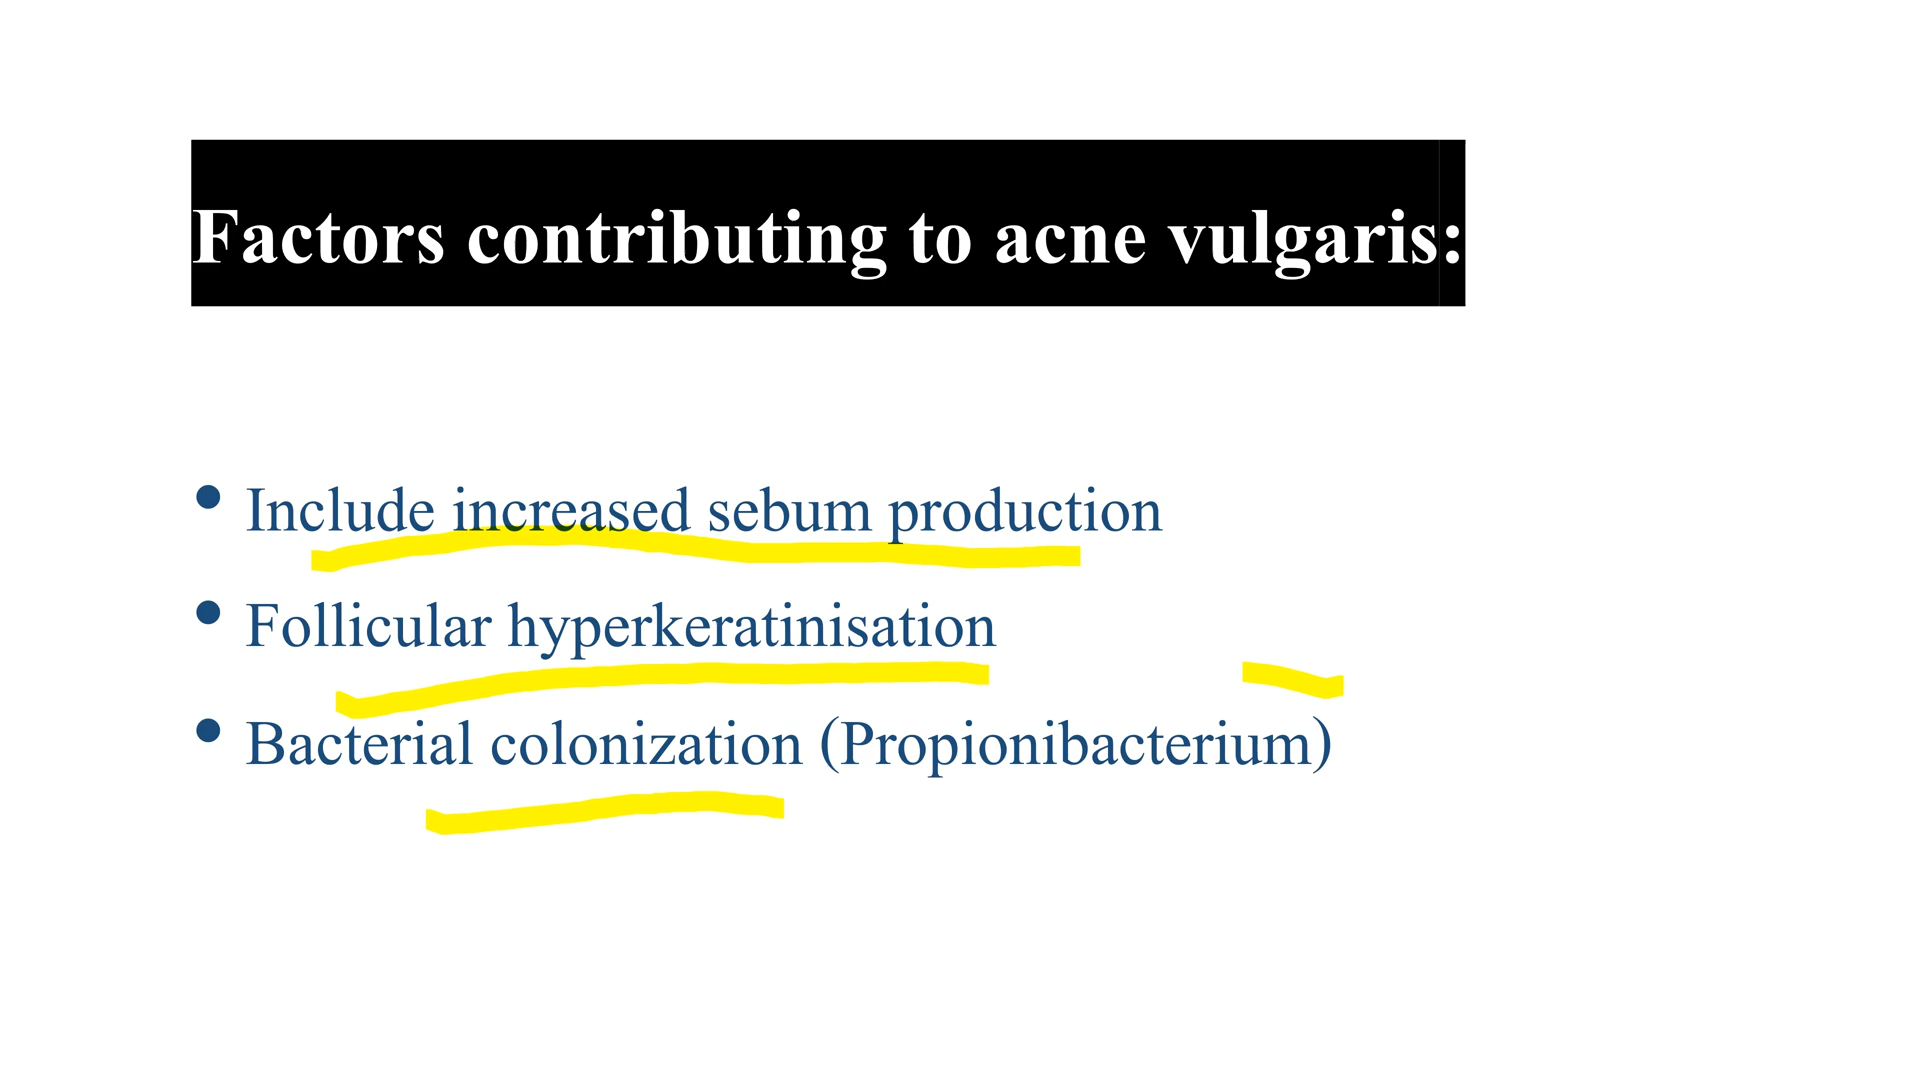 Factors contributing to acne vulgaris:
• Include increased sebum production
• Follicular hyperkeratinisation
• Bacterial colonization (Propionibacterium)